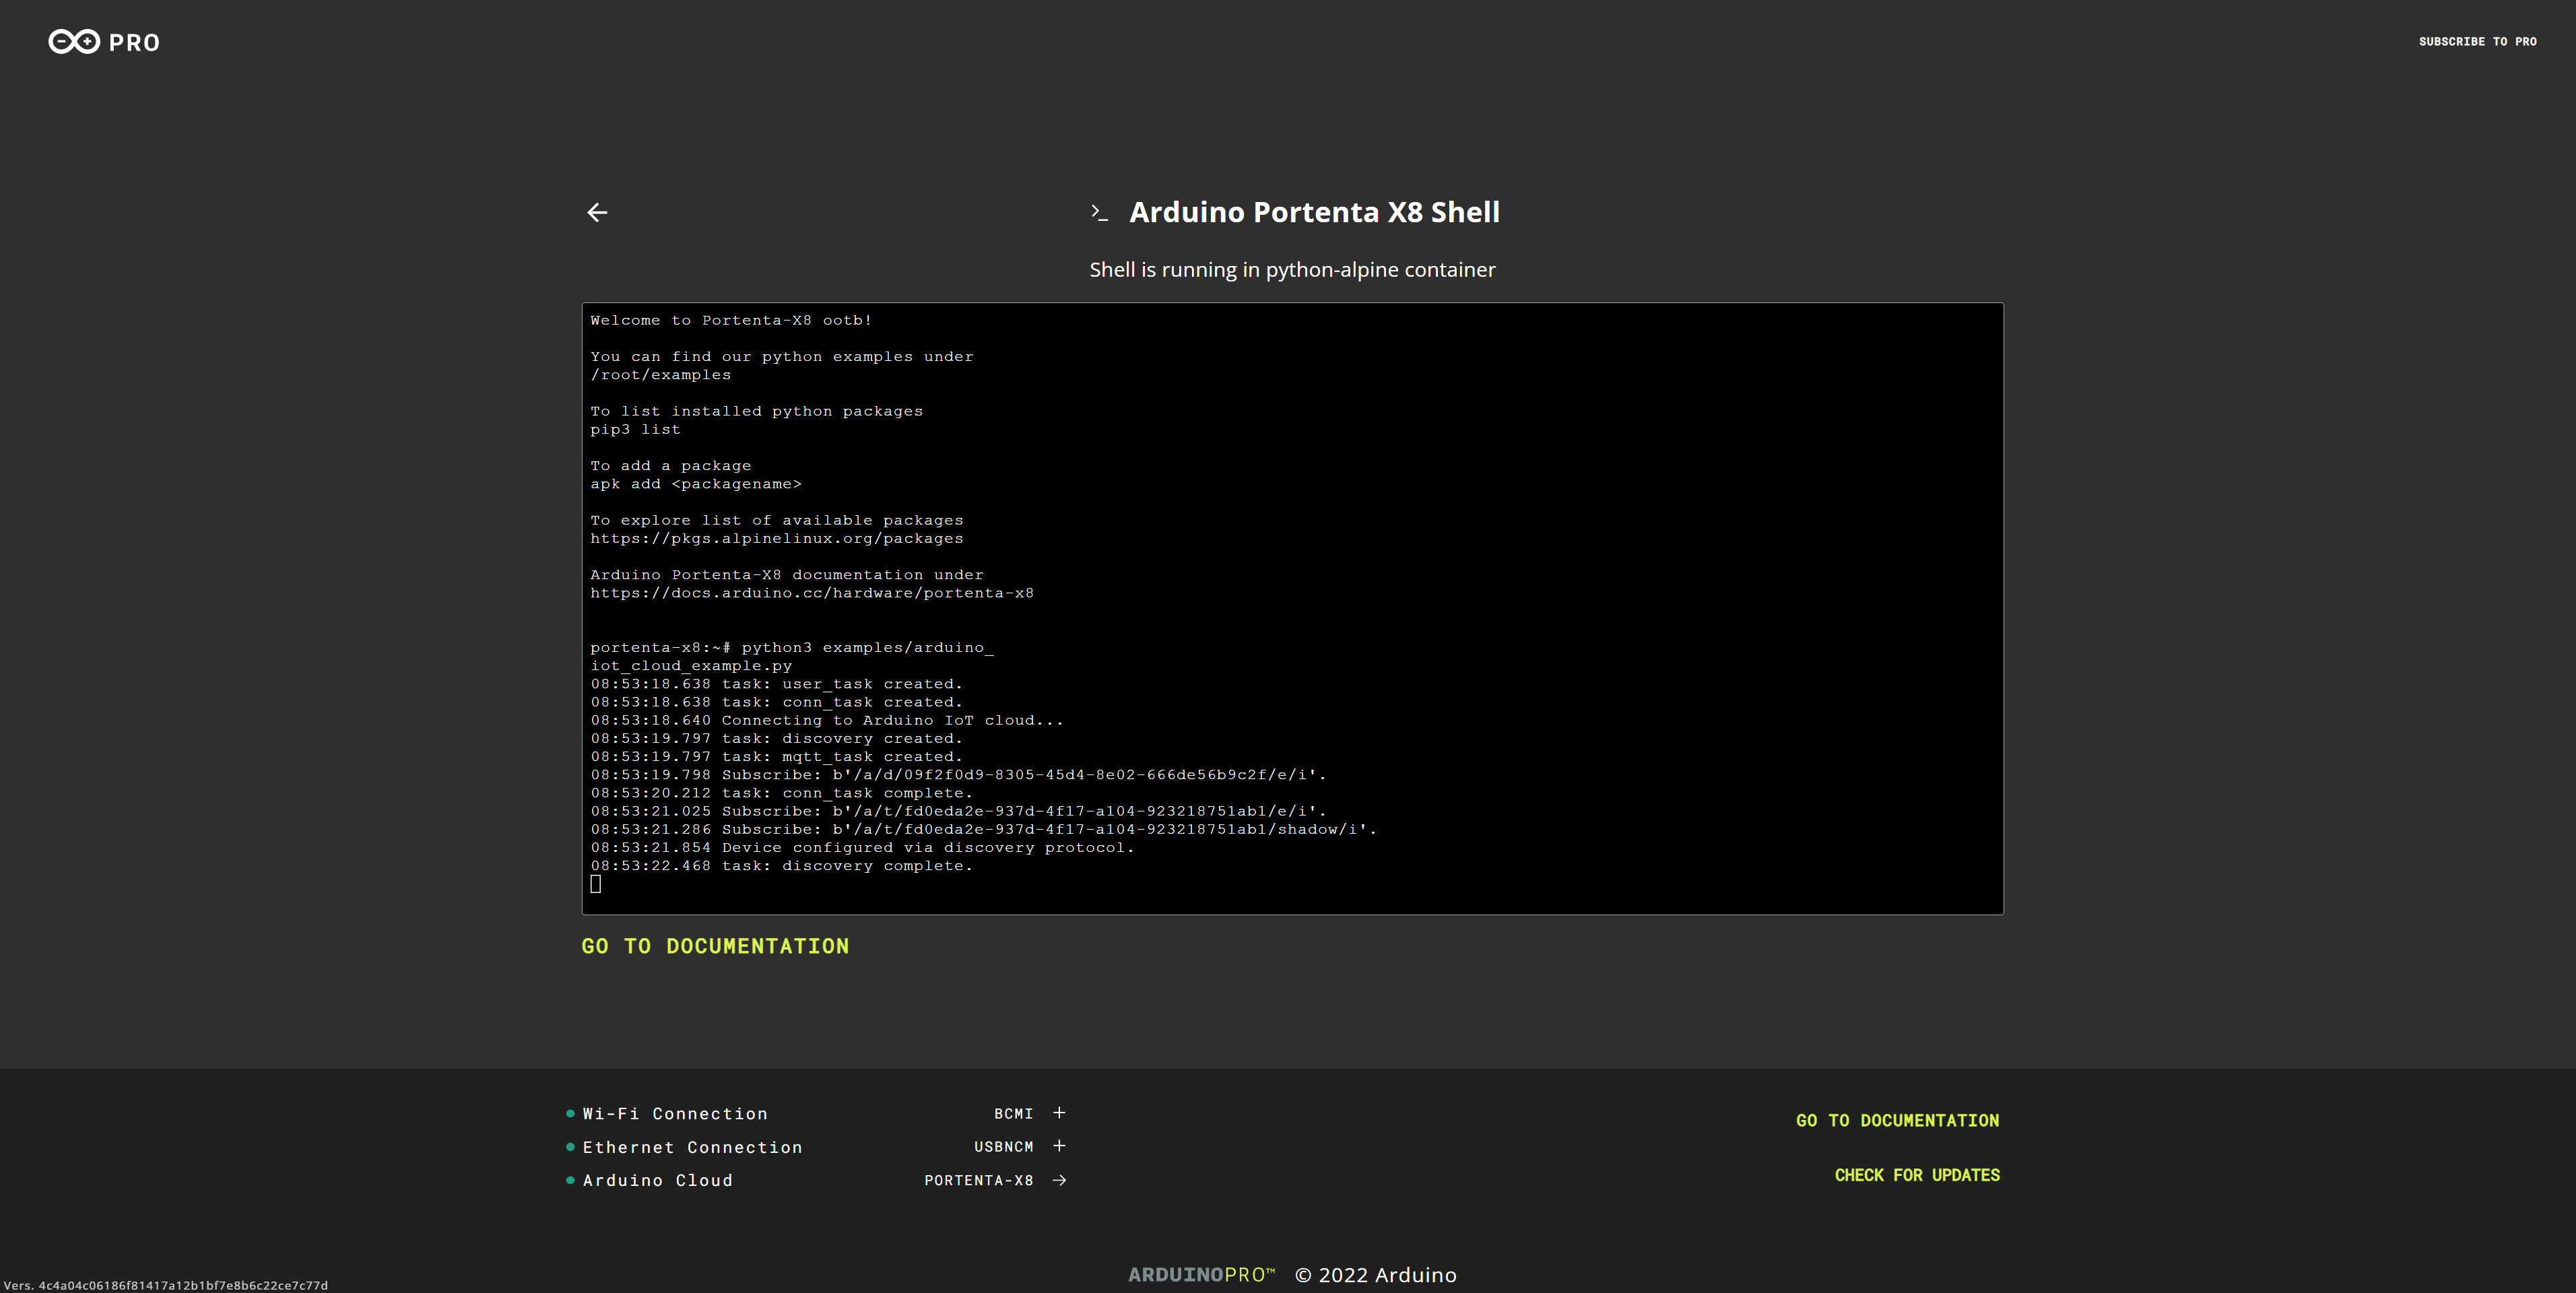 PRO
SUBSCRIBE TO PRO
Arduino Portenta X8 Shell
Shell is running in python-alpine container
Welcome to Portenta-X8 ootb!
You can find our python examples under
/root/examples
To list installed python packages
pip3 list
To add a package
apk add <packagename>
To explore list of available packages
https://pkgs.alpinelinux.org/packages
Arduino Portenta-X8 documentation under
https://docs.arduino.cc/hardware/portenta-x8
portenta-x8:~# python3 examples/arduino_
iot_cloud_example.py
08:53:18.638 task: user_task created.
08:53:18.638 task: conn_task created.
08:53:18.640 Connecting to Arduino IoT cloud...
08:53:19.797 task: discovery created.
08:53:19.797 task: mqtt_task created.
08:53:19.798 Subscribe: b'/a/d/09f2f0d9-8305-45d4-8e02-666de56b9c2f/e/i'.
08:53:20.212 task: conn_task complete.
08:53:21.025 Subscribe: b'/a/t/fd0eda2e-937d-4f17-a104-923218751ab1/e/i'.
08:53:21.286 Subscribe: b'/a/t/fd0eda2e-937d-4f17-a104-923218751ab1/shadow/i'.
08:53:21.854 Device configured via discovery protocol.
08:53:22.468 task: discovery complete.
GO TO DOCUMENTATION
Wi-Fi Connection BCMI +
Ethernet Connection USBNCM +
Arduino Cloud PORTENTA-X8 →
GO TO DOCUMENTATION
CHECK FOR UPDATES
ARDUINOPRO™ © 2022 Arduino
Vers. 4c4a04c06186f81417a12b1bf7e8b6c22ce7c77d